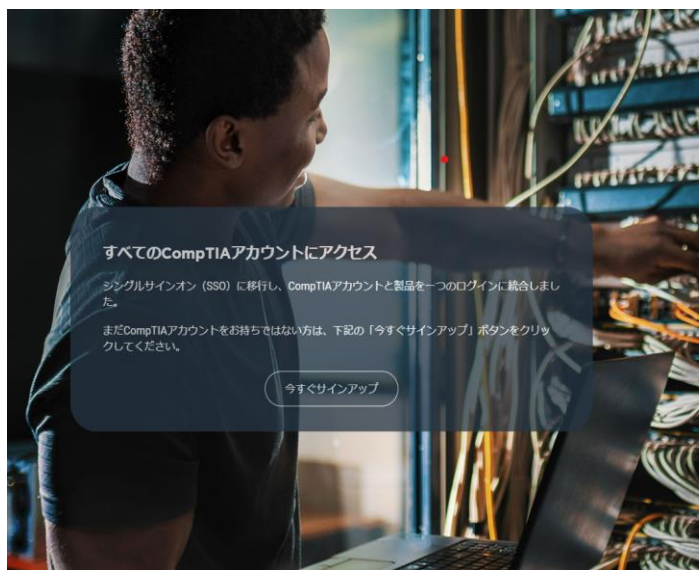 すべてのCompTIAアカウントにアクセス
シングルサインオン（SSO）に移行し、CompTIAアカウントと製品を一つのログインに統合しまし
た。
まだCompTIAアカウントをお持ちではない方は、下記の「今すぐサインアップ」ボタンをクリッ
クしてください。
今すぐサインアップ